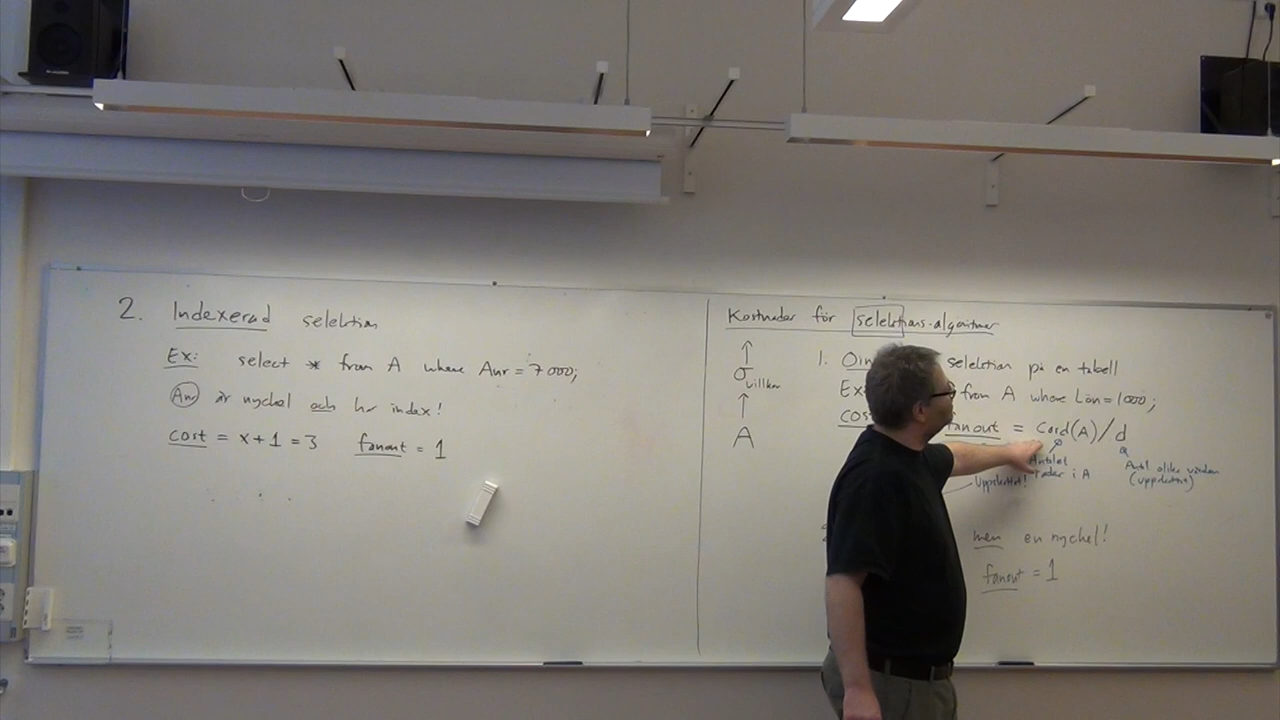 2. Indexerad selektion
Ex: select * from A where Anr = 7000;
Anr är nyckel och har index!
cost = x + 1 = 3 fanout = 1
Kostnader för selektions-algoritmer
σ villkor
A
1. selektion på en tabell
Ex from A where Lön = 1000;
cos fanout = Card(A)/d
Antalet rader i A
Antal olika värden (uppskattat)
Uppskattat!
men en nyckel!
fanout = 1